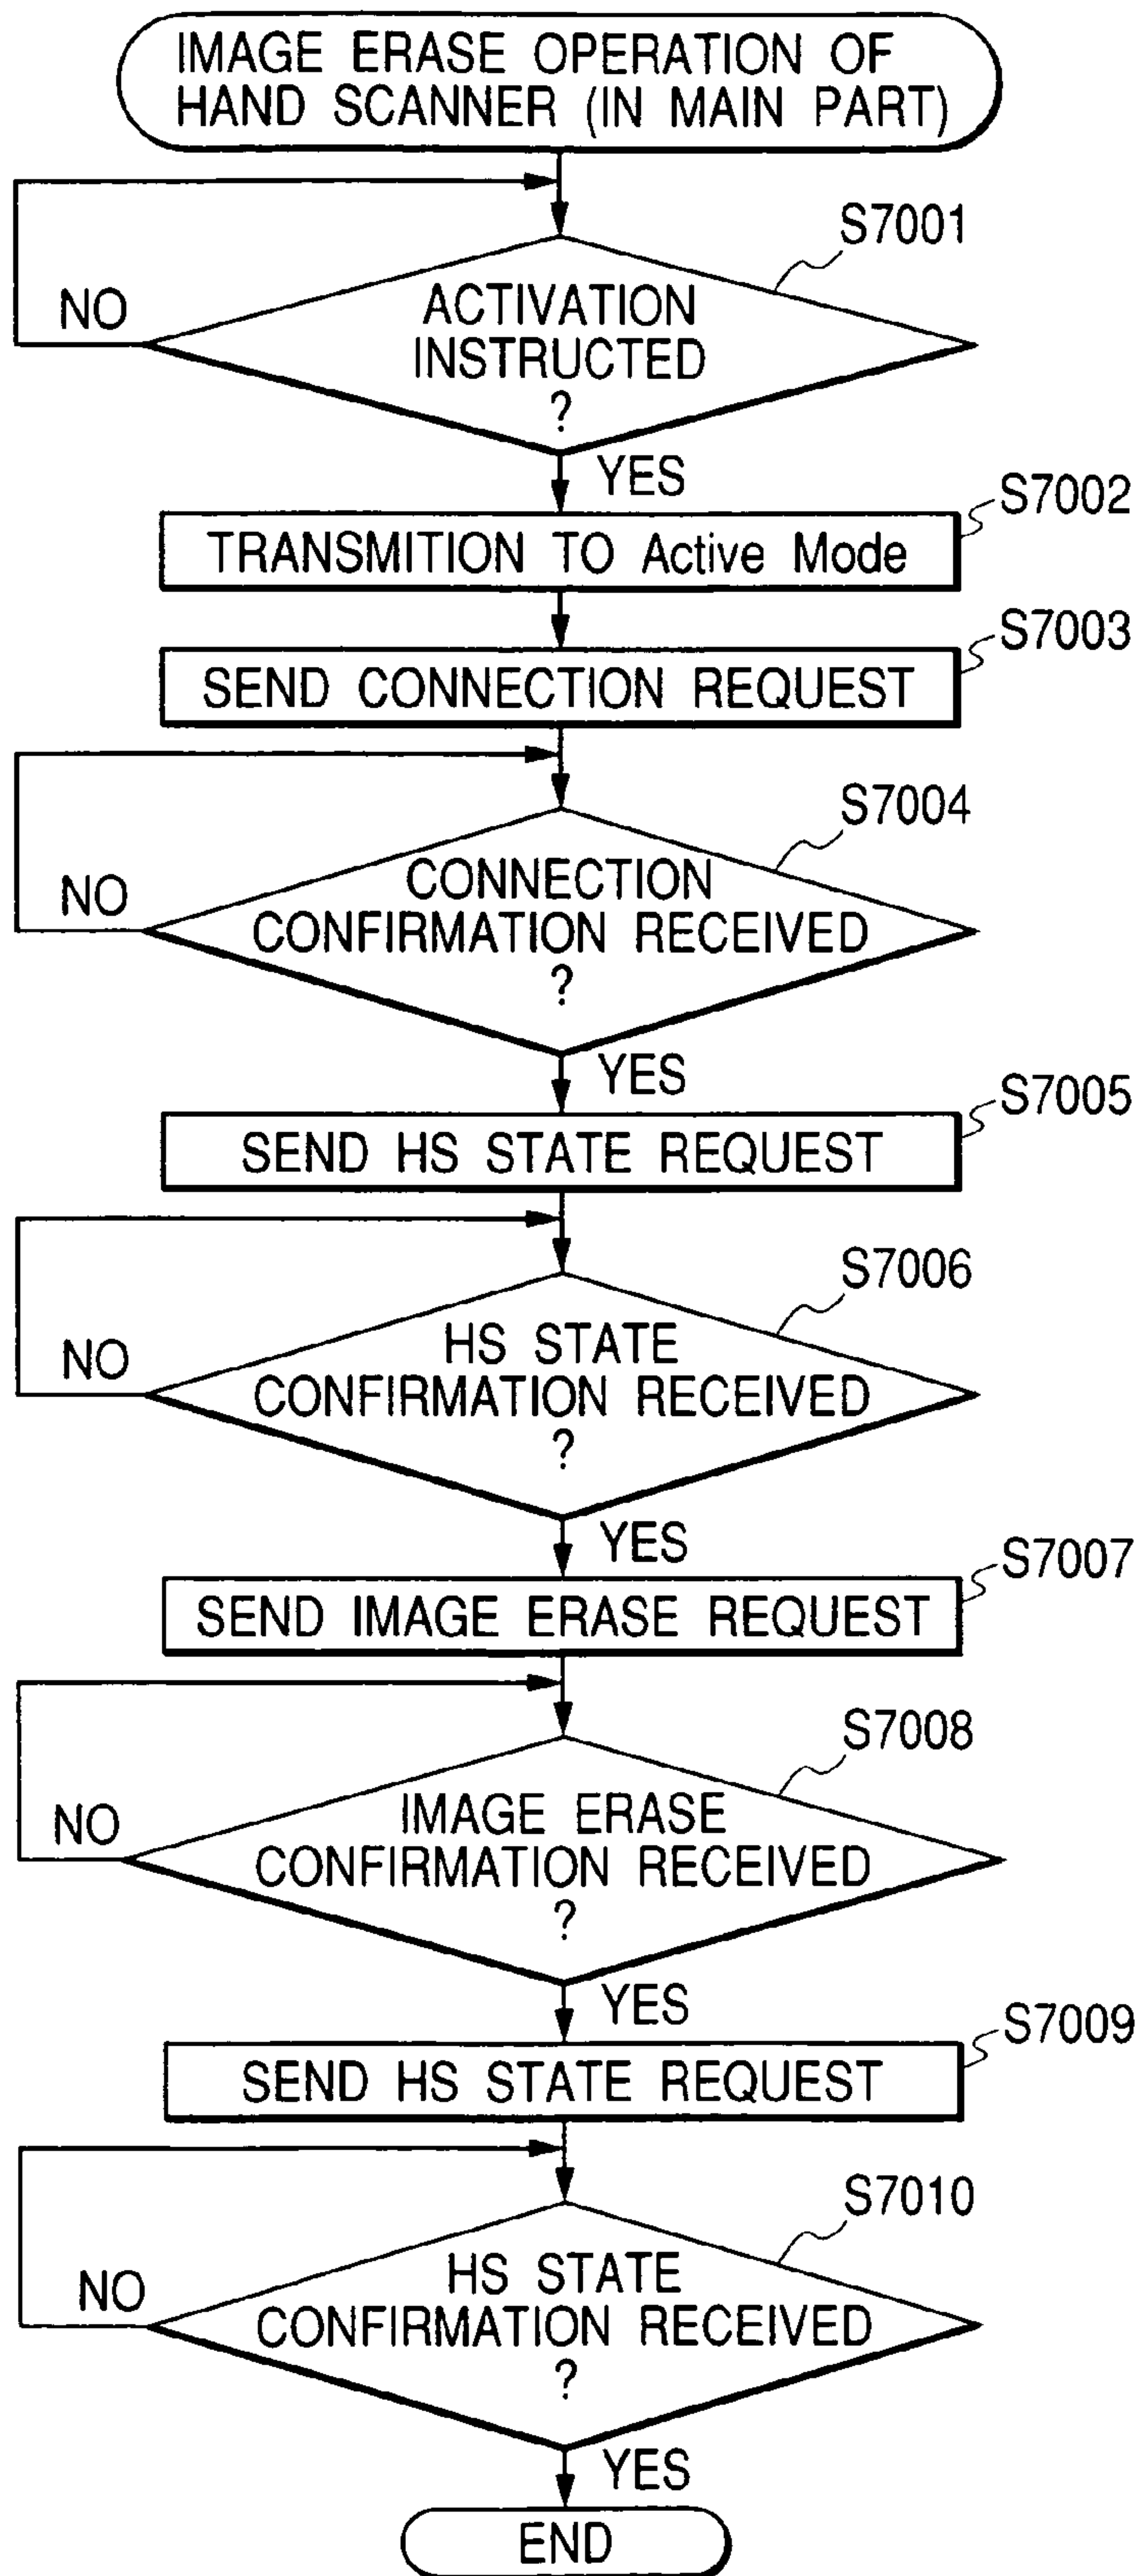 IMAGE ERASE OPERATION OF
HAND SCANNER (IN MAIN PART)
S7001
NO
ACTIVATION
INSTRUCTED
?
YES
S7002
TRANSMITION TO Active Mode
S7003
SEND CONNECTION REQUEST
S7004
NO
CONNECTION
CONFIRMATION RECEIVED
?
YES
S7005
SEND HS STATE REQUEST
S7006
NO
HS STATE
CONFIRMATION RECEIVED
?
YES
S7007
SEND IMAGE ERASE REQUEST
S7008
NO
IMAGE ERASE
CONFIRMATION RECEIVED
?
YES
S7009
SEND HS STATE REQUEST
S7010
NO
HS STATE
CONFIRMATION RECEIVED
?
YES
END